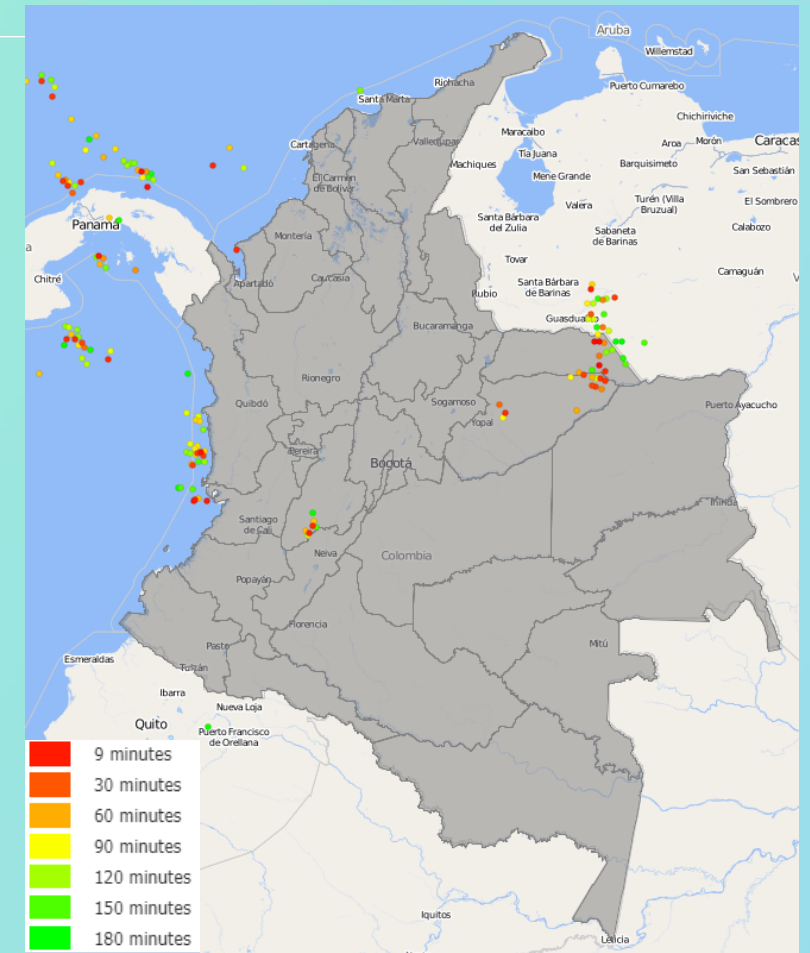 Aruba
Willemstad
Riohacha
Puerto Cumarebo
Santa Marta
Chichiriviche
Maracaibo
Cartagena
Valledupar
Tía Juana
Aroa
Morón
Caracas
Machiques
Barquisimeto
San Sebastián
El Carmen
de Bolívar
Mene Grande
Valera
Turén (Villa
Bruzual)
El Sombrero
Santa Bárbara
del Zulia
Calabozo
Panamá
Sabaneta
de Barinas
Montería
Tovar
Camaguán
Chitré
Caucasia
Apartadó
Santa Bárbara
de Barinas
Rubio
Guasdualito
Bucaramanga
Rionegro
Quibdó
Sogamoso
Puerto Ayacucho
Yopal
Pereira
Bogotá
Inírida
Santiago
de Cali
Neiva
Colombia
Popayán
Florencia
Mitú
Pasto
Esmeraldas
Tulcán
Ibarra
Nueva Loja
Quito
Puerto Francisco
de Orellana
9 minutes
30 minutes
60 minutes
90 minutes
120 minutes
150 minutes
180 minutes
Iquitos
Leticia